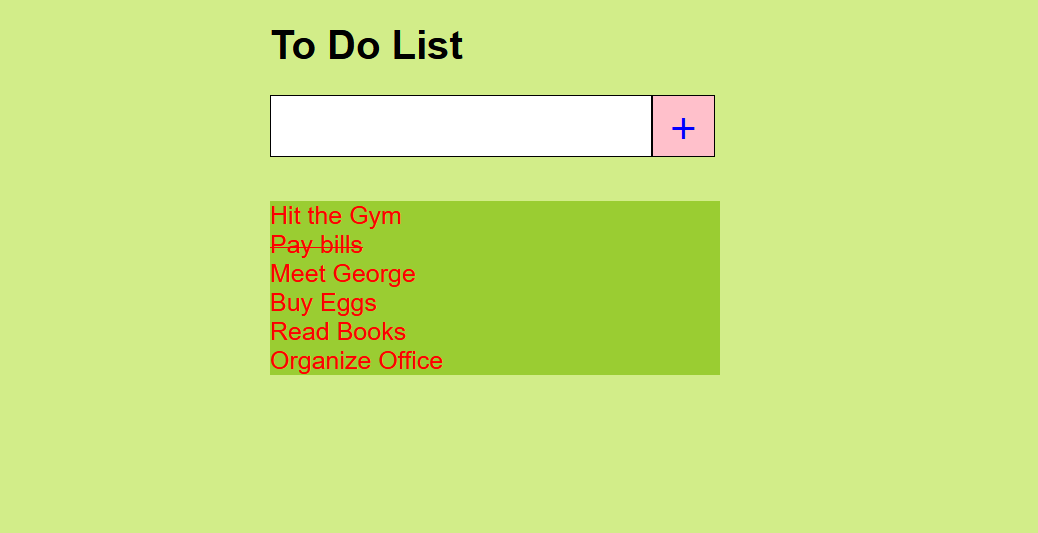 To Do List
+
Hit the Gym
Pay bills
Meet George
Buy Eggs
Read Books
Organize Office